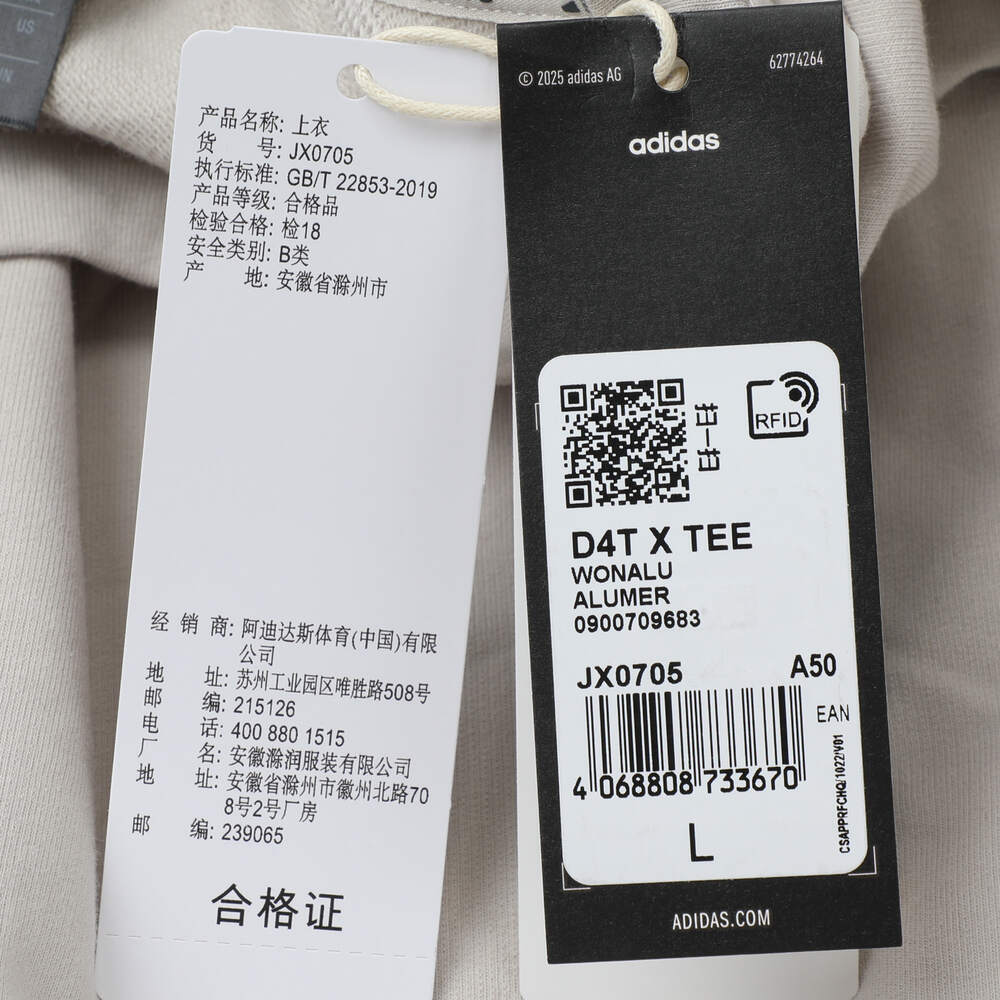 US
产品名称: 上衣
货 号: JX0705
执行标准: GB/T 22853-2019
产品等级: 合格品
检验合格: 检18
安全类别: B类
产 地: 安徽省滁州市
经 销 商: 阿迪达斯体育(中国)有限
公司
地 址: 苏州工业园区唯胜路508号
邮 编: 215126
电 话: 400 880 1515
厂 名: 安徽滁润服装有限公司
地 址: 安徽省滁州市徽州北路70
8号2号厂房
邮 编: 239065
合格证
© 2025 adidas AG
62774264
adidas
扫一扫
RFID
D4T X TEE
WONALU
ALUMER
0900709683
JX0705 A50
EAN
4 068808 733670
CSAPPRFCHQ/1022/V01
L
ADIDAS.COM